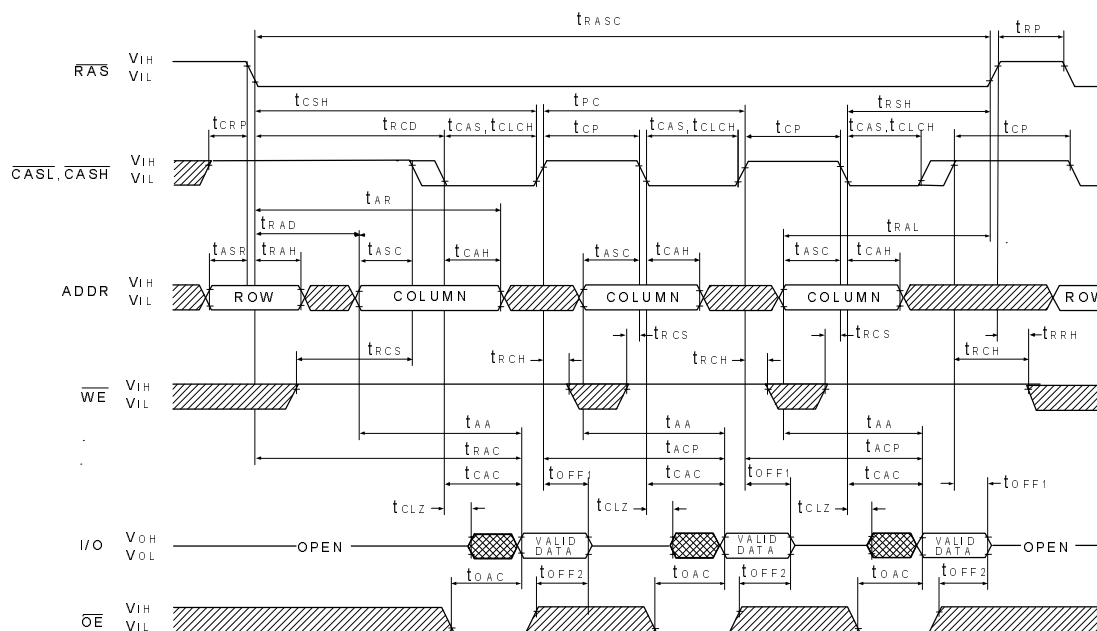 tRASC
tRP
RAS VIH
VIL
tCSH tPC tRSH
tCRP tRCD tCAS,tCLCH tCP tCAS,tCLCH tCP tCAS,tCLCH tCP
CASL,CASH VIH
VIL
tAR
tRAD tRAL
tASR tRAH tASC tCAH tASC tCAH tASC tCAH
ADDR VIH
VIL
ROW COLUMN COLUMN COLUMN ROW
tRCS tRCH tRCS tRCH tRCS tRCH tRRH
WE VIH
VIL
tAA tAA tAA
tRAC tACP tACP
tCAC tOFF1 tCAC tOFF1 tCAC tOFF1
tCLZ tCLZ tCLZ
I/O VOH
VOL
OPEN VALID DATA VALID DATA VALID DATA OPEN
tOAC tOFF2 tOAC tOFF2 tOAC tOFF2
OE VIH
VIL